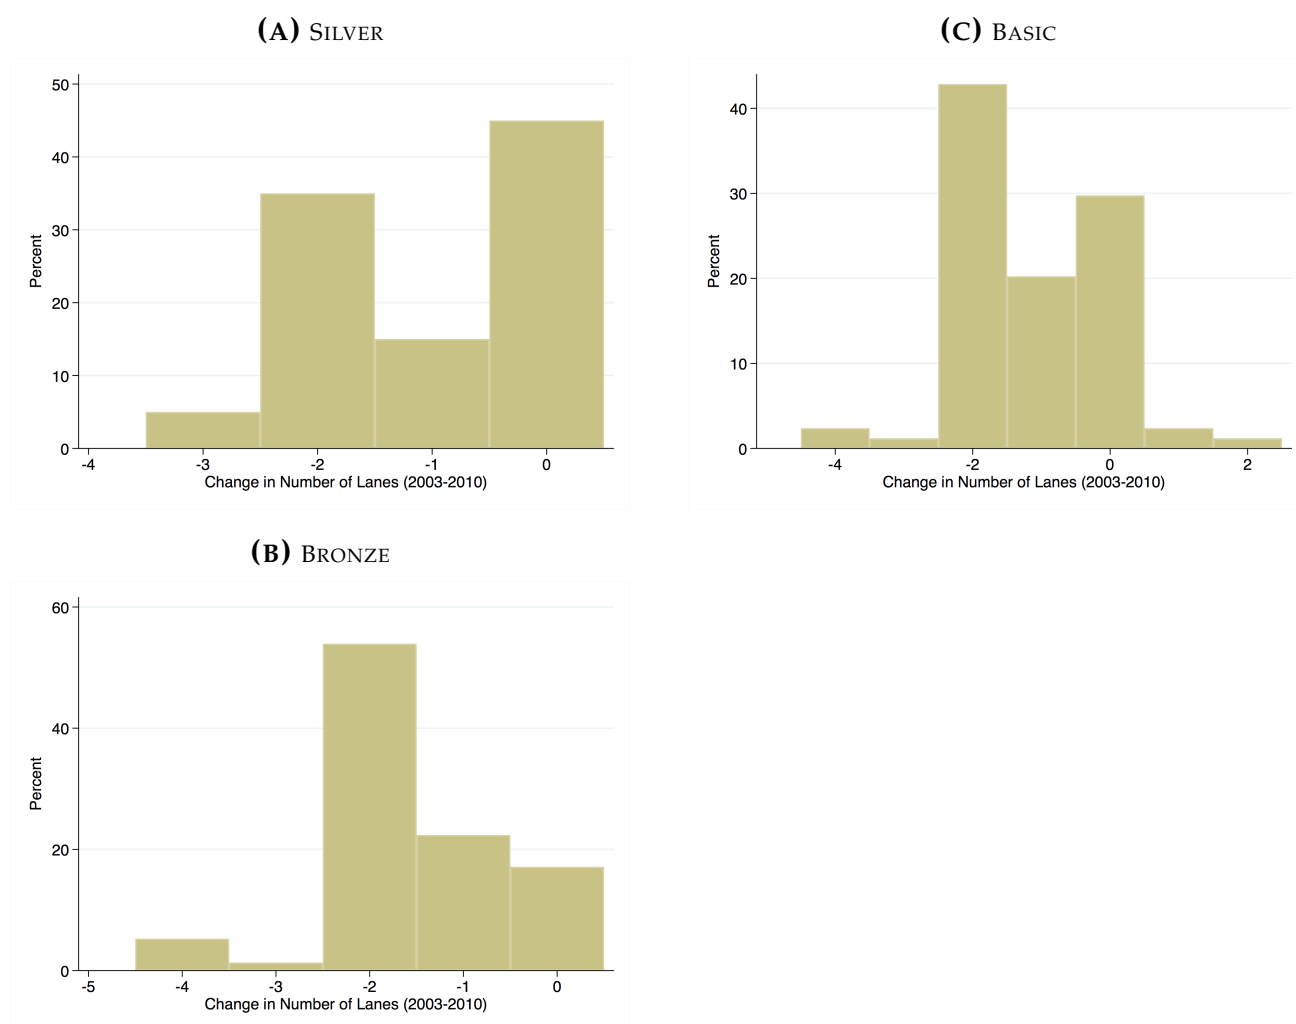 (A) SILVER
50
40
30
20
10
0
Percent
-4 -3 -2 -1 0
Change in Number of Lanes (2003-2010)
(C) BASIC
40
30
20
10
0
Percent
-4 -2 0 2
Change in Number of Lanes (2003-2010)
(B) BRONZE
60
40
20
0
Percent
-5 -4 -3 -2 -1 0
Change in Number of Lanes (2003-2010)